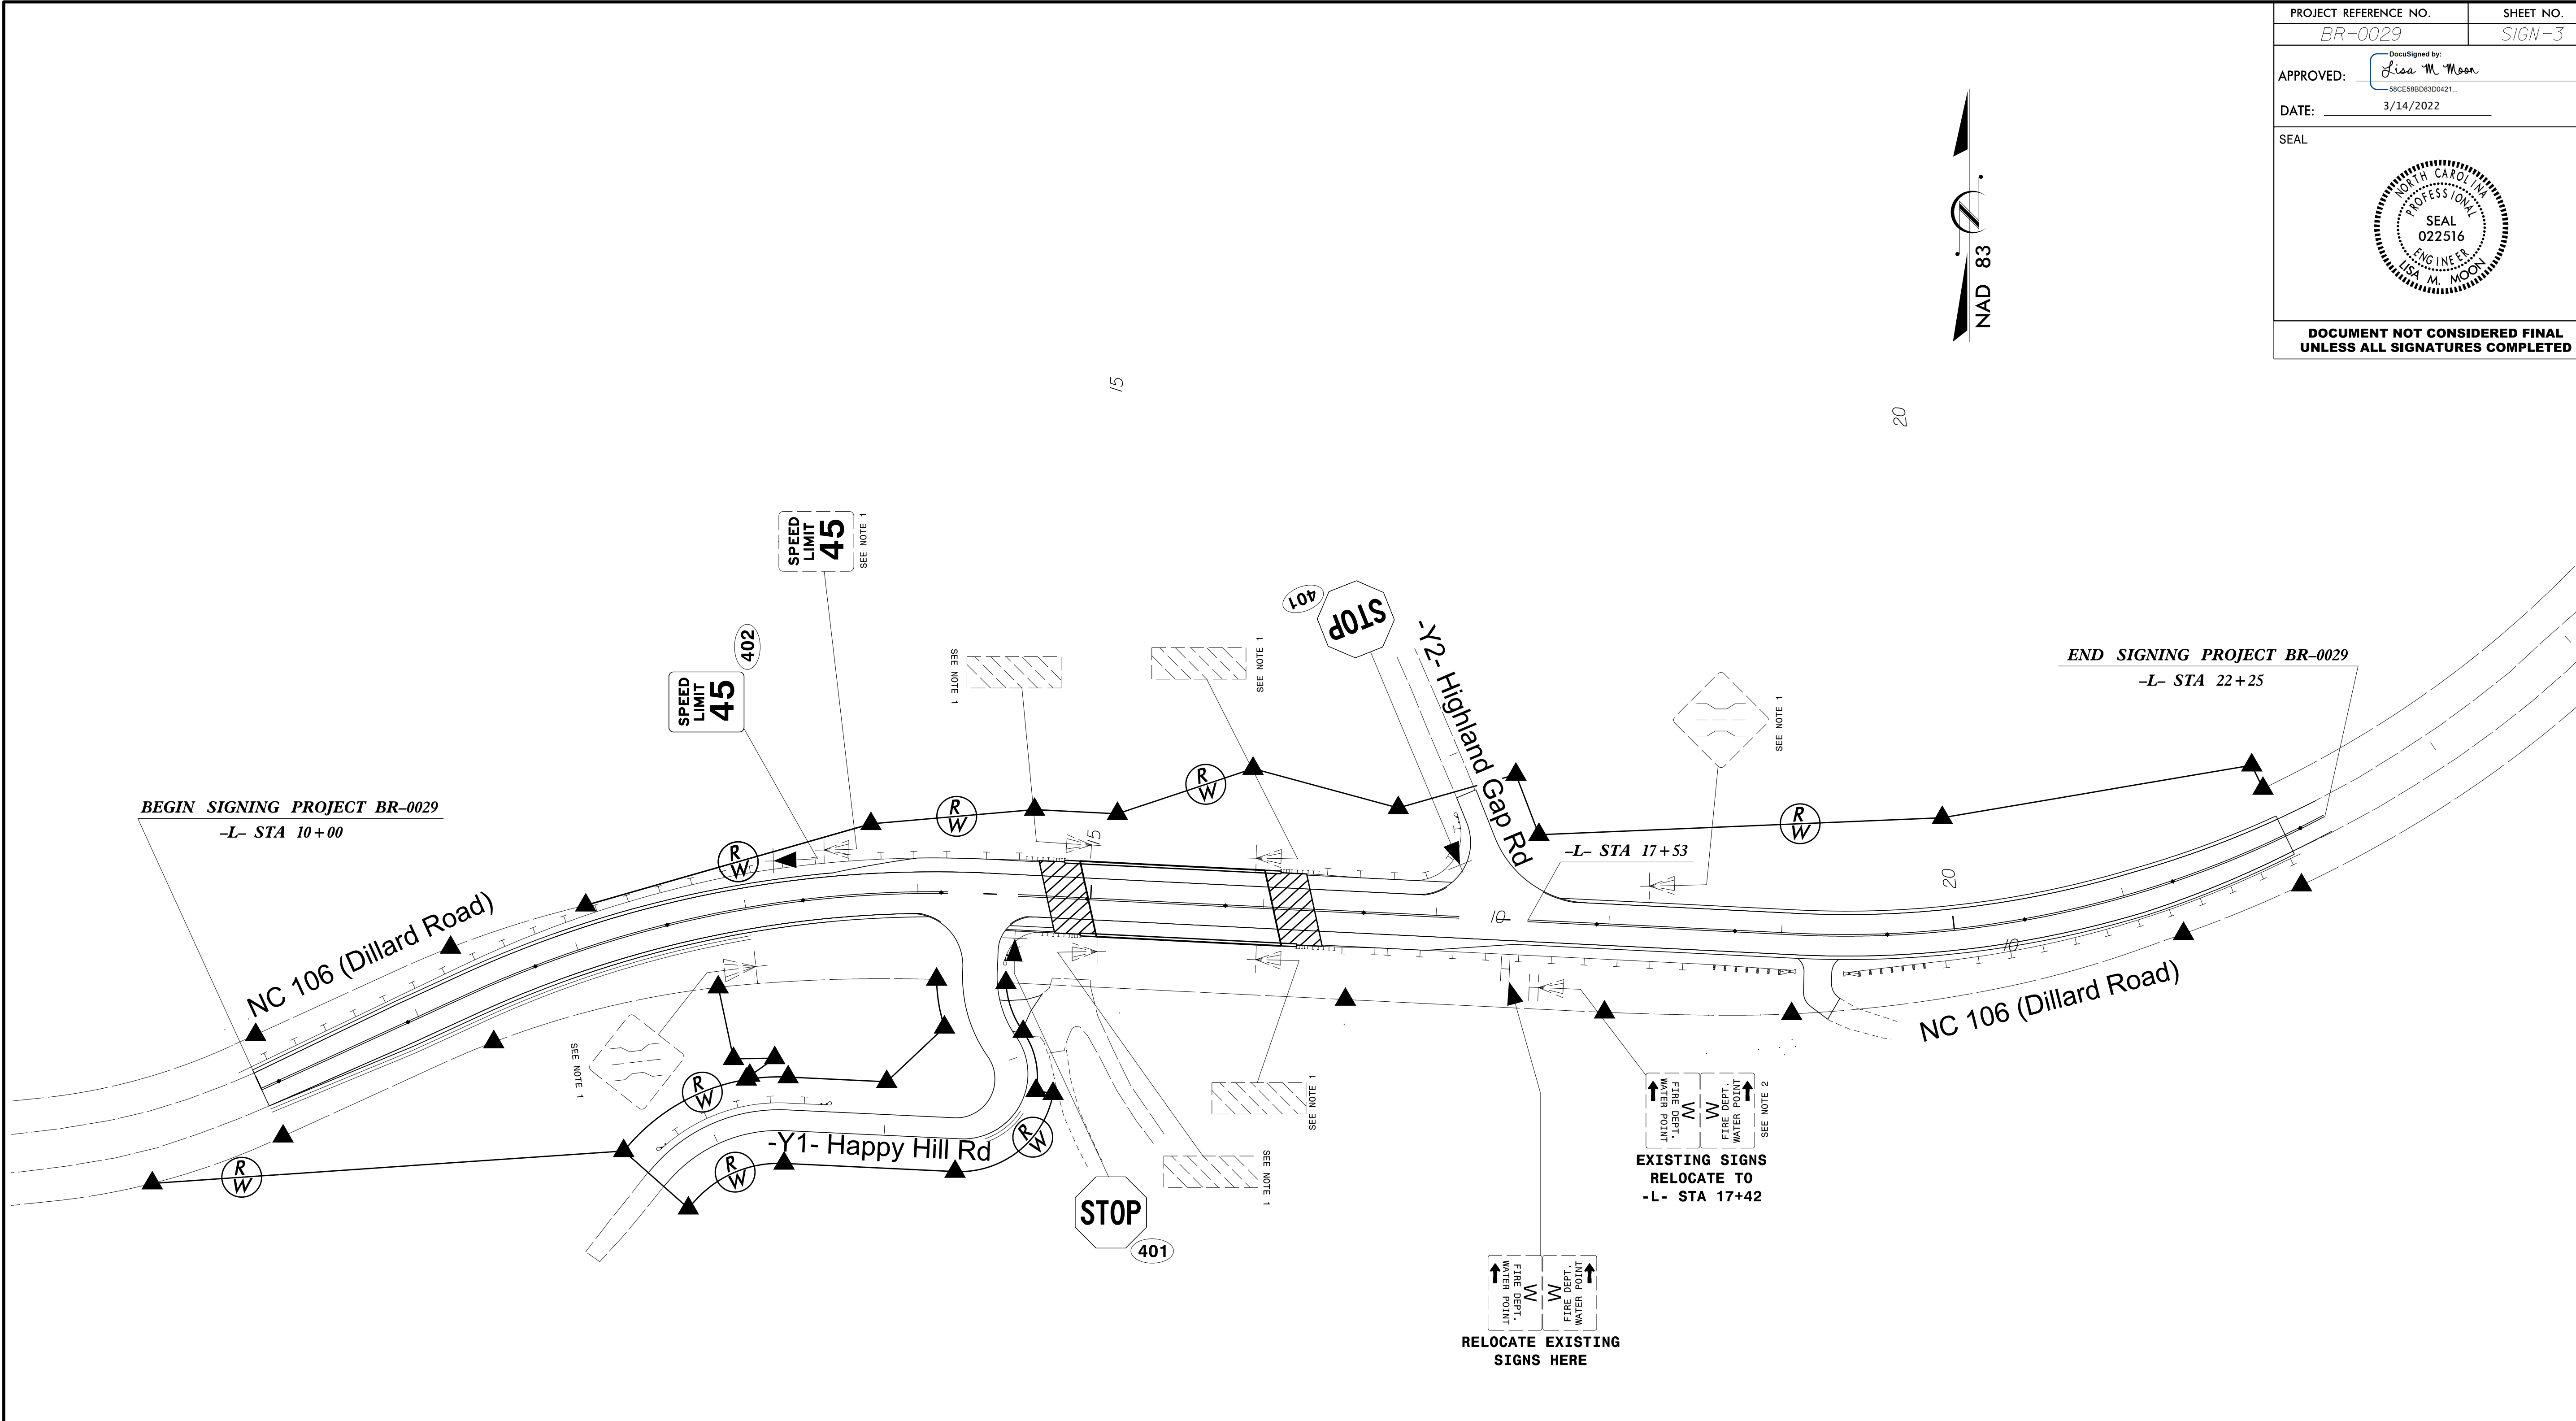 PROJECT REFERENCE NO.
SHEET NO.
BR-0029
SIGN-3
DocuSigned by:
APPROVED:
Lisa M Moon
58CE58BD83D0421...
DATE:
3/14/2022
SEAL
NORTH CAROLINA
PROFESSIONAL
SEAL
022516
ENGINEER
LISA M. MOON
DOCUMENT NOT CONSIDERED FINAL
UNLESS ALL SIGNATURES COMPLETED
NAD 83
15
20
SPEED
LIMIT
45
SEE NOTE 1
402
SPEED
LIMIT
45
SEE NOTE 1
SEE NOTE 1
401
STOP
-Y2- Highland Gap Rd
SEE NOTE 1
END SIGNING PROJECT BR-0029
-L- STA 22+25
BEGIN SIGNING PROJECT BR-0029
-L- STA 10+00
R
W
R
W
R
W
R
W
15
-L- STA 17+53
20
10
10
NC 106 (Dillard Road)
NC 106 (Dillard Road)
SEE NOTE 1
R
W
R
W
R
W
R
W
-Y1- Happy Hill Rd
SEE NOTE 1
SEE NOTE 1
STOP
401
FIRE DEPT.
WATER POINT
W
W
FIRE DEPT.
WATER POINT
SEE NOTE 2
EXISTING SIGNS
RELOCATE TO
-L- STA 17+42
FIRE DEPT.
WATER POINT
W
W
FIRE DEPT.
WATER POINT
RELOCATE EXISTING
SIGNS HERE